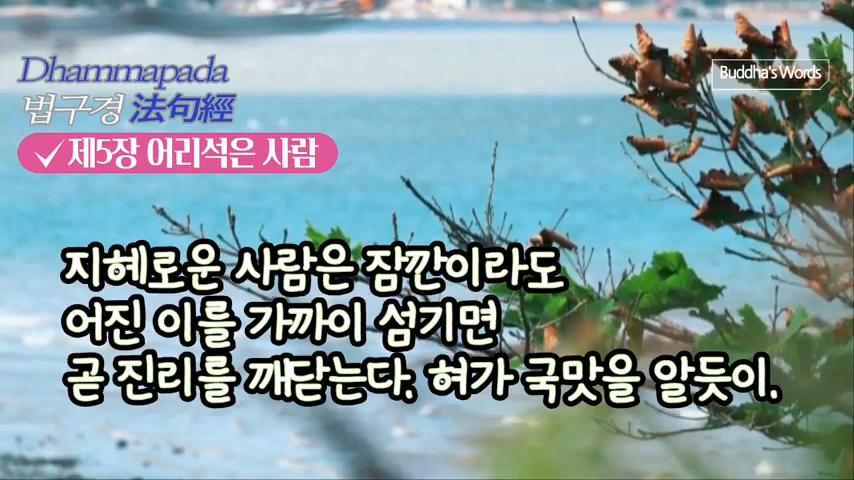 Dhammapada
Buddha's Words
법구경 法句經
제5장 어리석은 사람
지혜로운 사람은 잠깐이라도
어진 이를 가까이 섬기면
곧 진리를 깨닫는다. 혀가 국맛을 알듯이.